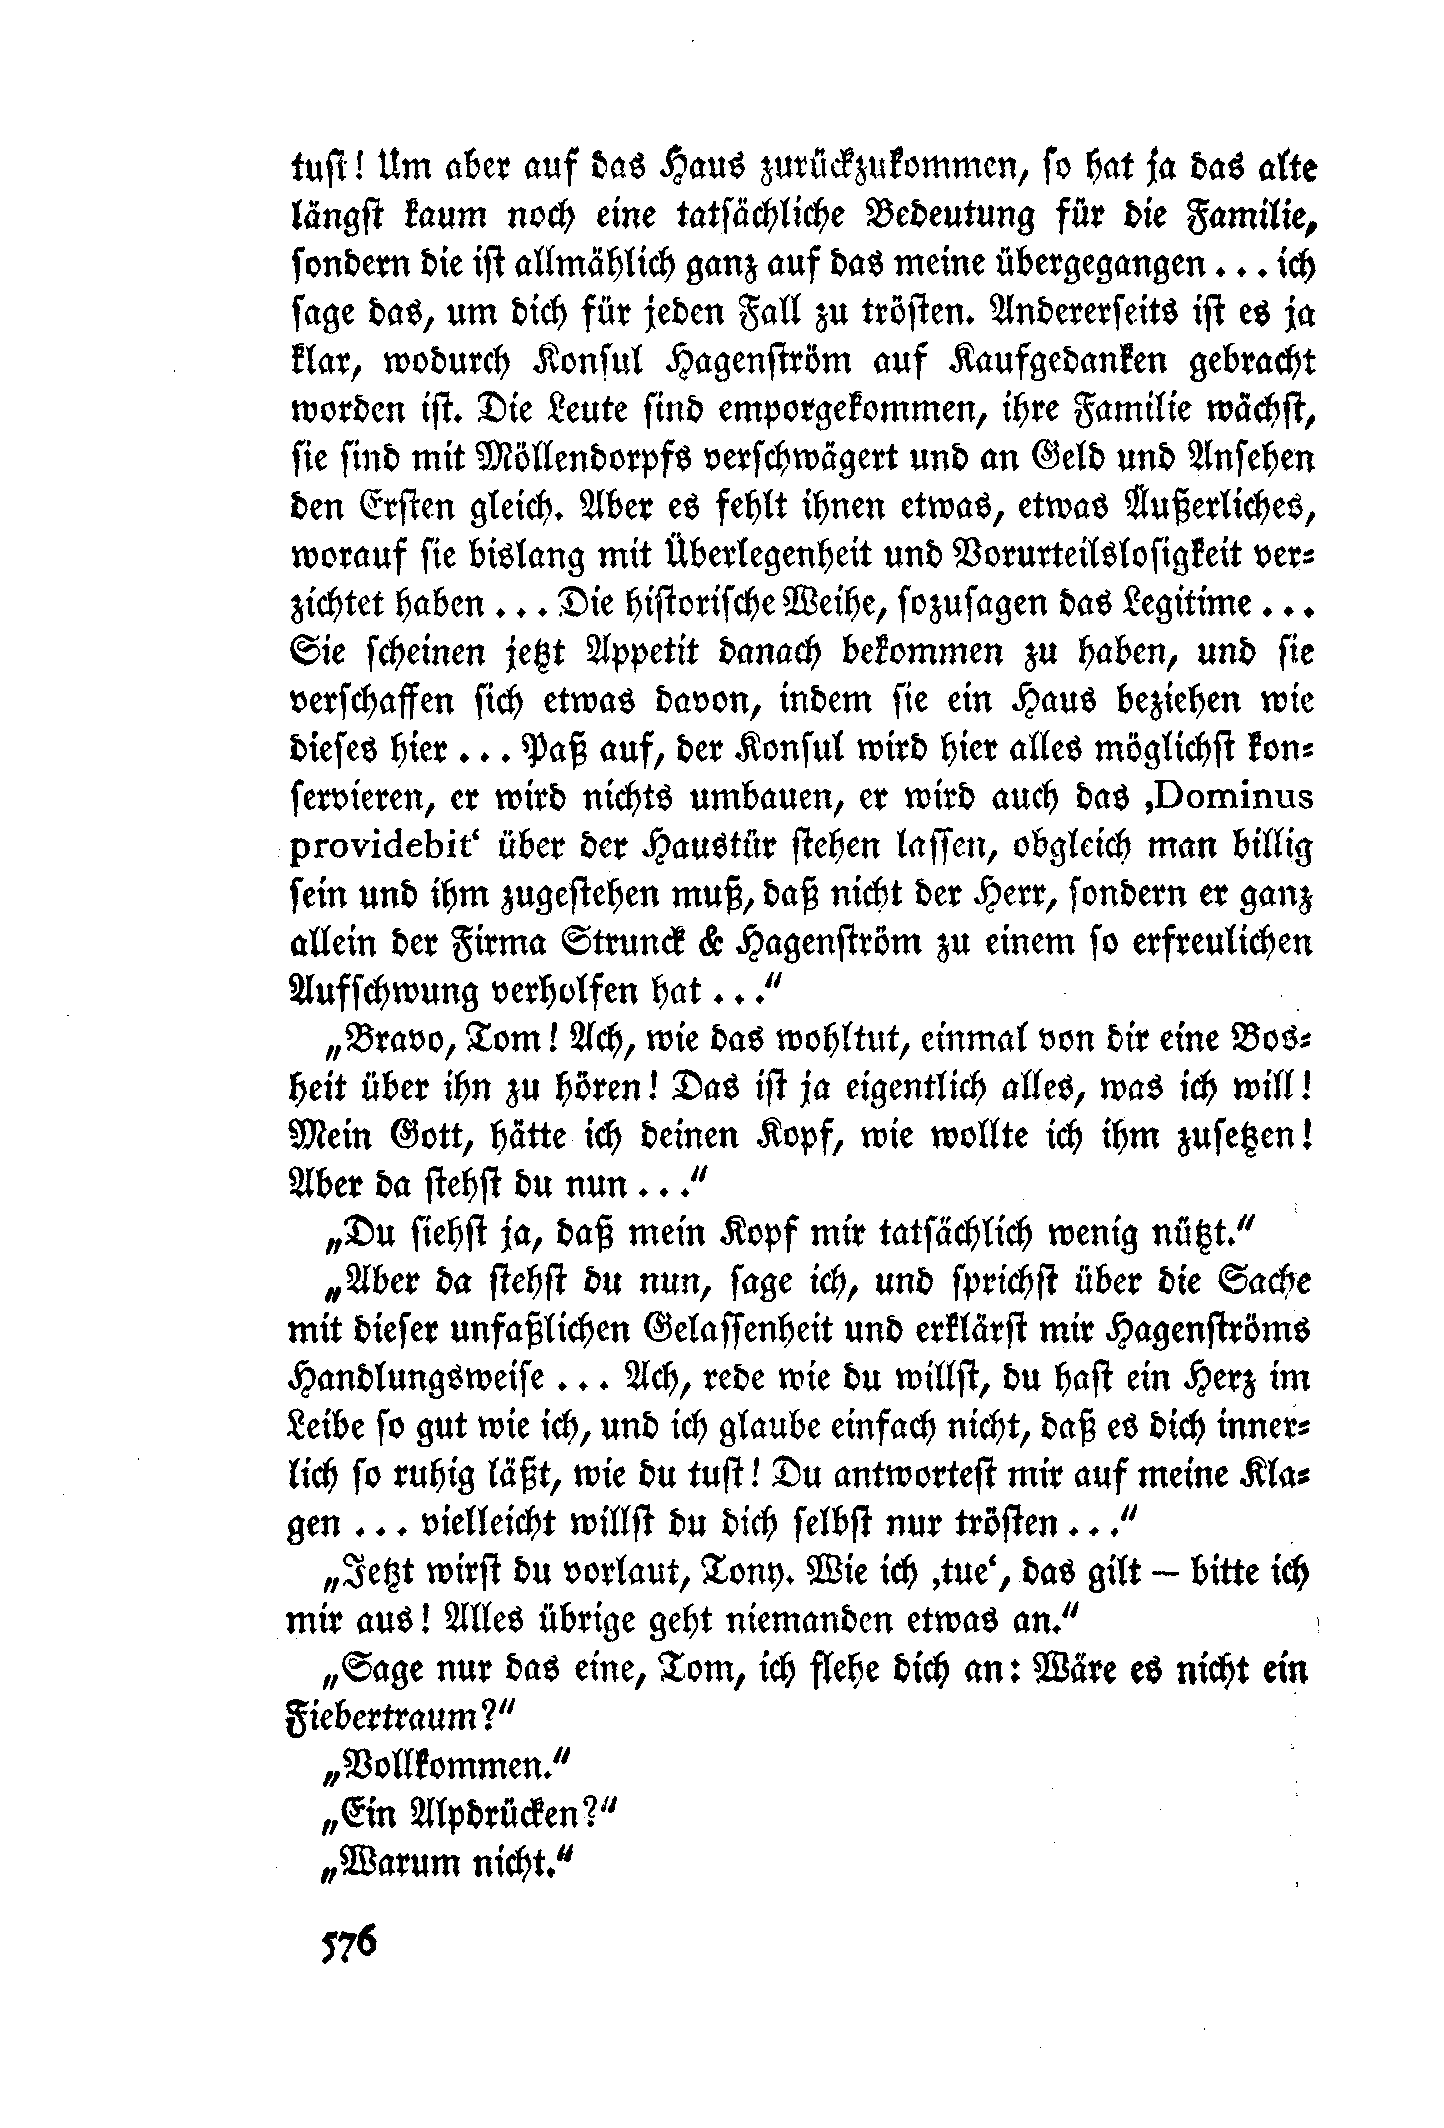 tust! Um aber auf das Haus zurückzukommen, so hat ja das alte
längst kaum noch eine tatsächliche Bedeutung für die Familie,
sondern die ist allmählich ganz auf das meine übergegangen . . . ich
sage das, um dich für jeden Fall zu trösten. Andererseits ist es ja
klar, wodurch Konsul Hagenström auf Kaufgedanken gebracht
worden ist. Die Leute sind emporgekommen, ihre Familie wächst,
sie sind mit Möllendorpfs verschwägert und an Geld und Ansehen
den Ersten gleich. Aber es fehlt ihnen etwas, etwas Äußerliches,
worauf sie bislang mit Überlegenheit und Vorurteilslosigkeit ver-
zichtet haben . . . Die historische Weihe, sozusagen das Legitime . . .
Sie scheinen jetzt Appetit danach bekommen zu haben, und sie
verschaffen sich etwas davon, indem sie ein Haus beziehen wie
dieses hier . . . Paß auf, der Konsul wird hier alles möglichst kon-
servieren, er wird nichts umbauen, er wird auch das ‚Dominus
providebit‘ über der Haustür stehen lassen, obgleich man billig
sein und ihm zugestehen muß, daß nicht der Herr, sondern er ganz
allein der Firma Strunck & Hagenström zu einem so erfreulichen
Aufschwung verholfen hat . . .“
„Bravo, Tom! Ach, wie das wohltut, einmal von dir eine Bos-
heit über ihn zu hören! Das ist ja eigentlich alles, was ich will!
Mein Gott, hätte ich deinen Kopf, wie wollte ich ihm zusetzen!
Aber da stehst du nun . . .“
„Du siehst ja, daß mein Kopf mir tatsächlich wenig nützt.“
„Aber da stehst du nun, sage ich, und sprichst über die Sache
mit dieser unfaßlichen Gelassenheit und erklärst mir Hagenströms
Handlungsweise . . . Ach, rede wie du willst, du hast ein Herz im
Leibe so gut wie ich, und ich glaube einfach nicht, daß es dich inner-
lich so ruhig läßt, wie du tust! Du antwortest mir auf meine Kla-
gen . . . vielleicht willst du dich selbst nur trösten . . .“
„Jetzt wirst du vorlaut, Tony. Wie ich ‚tue‘, das gilt — bitte ich
mir aus! Alles übrige geht niemanden etwas an.“
„Sage nur das eine, Tom, ich flehe dich an: Wäre es nicht ein
Fiebertraum?“
„Vollkommen.“
„Ein Alpdrücken?“
„Warum nicht.“
576